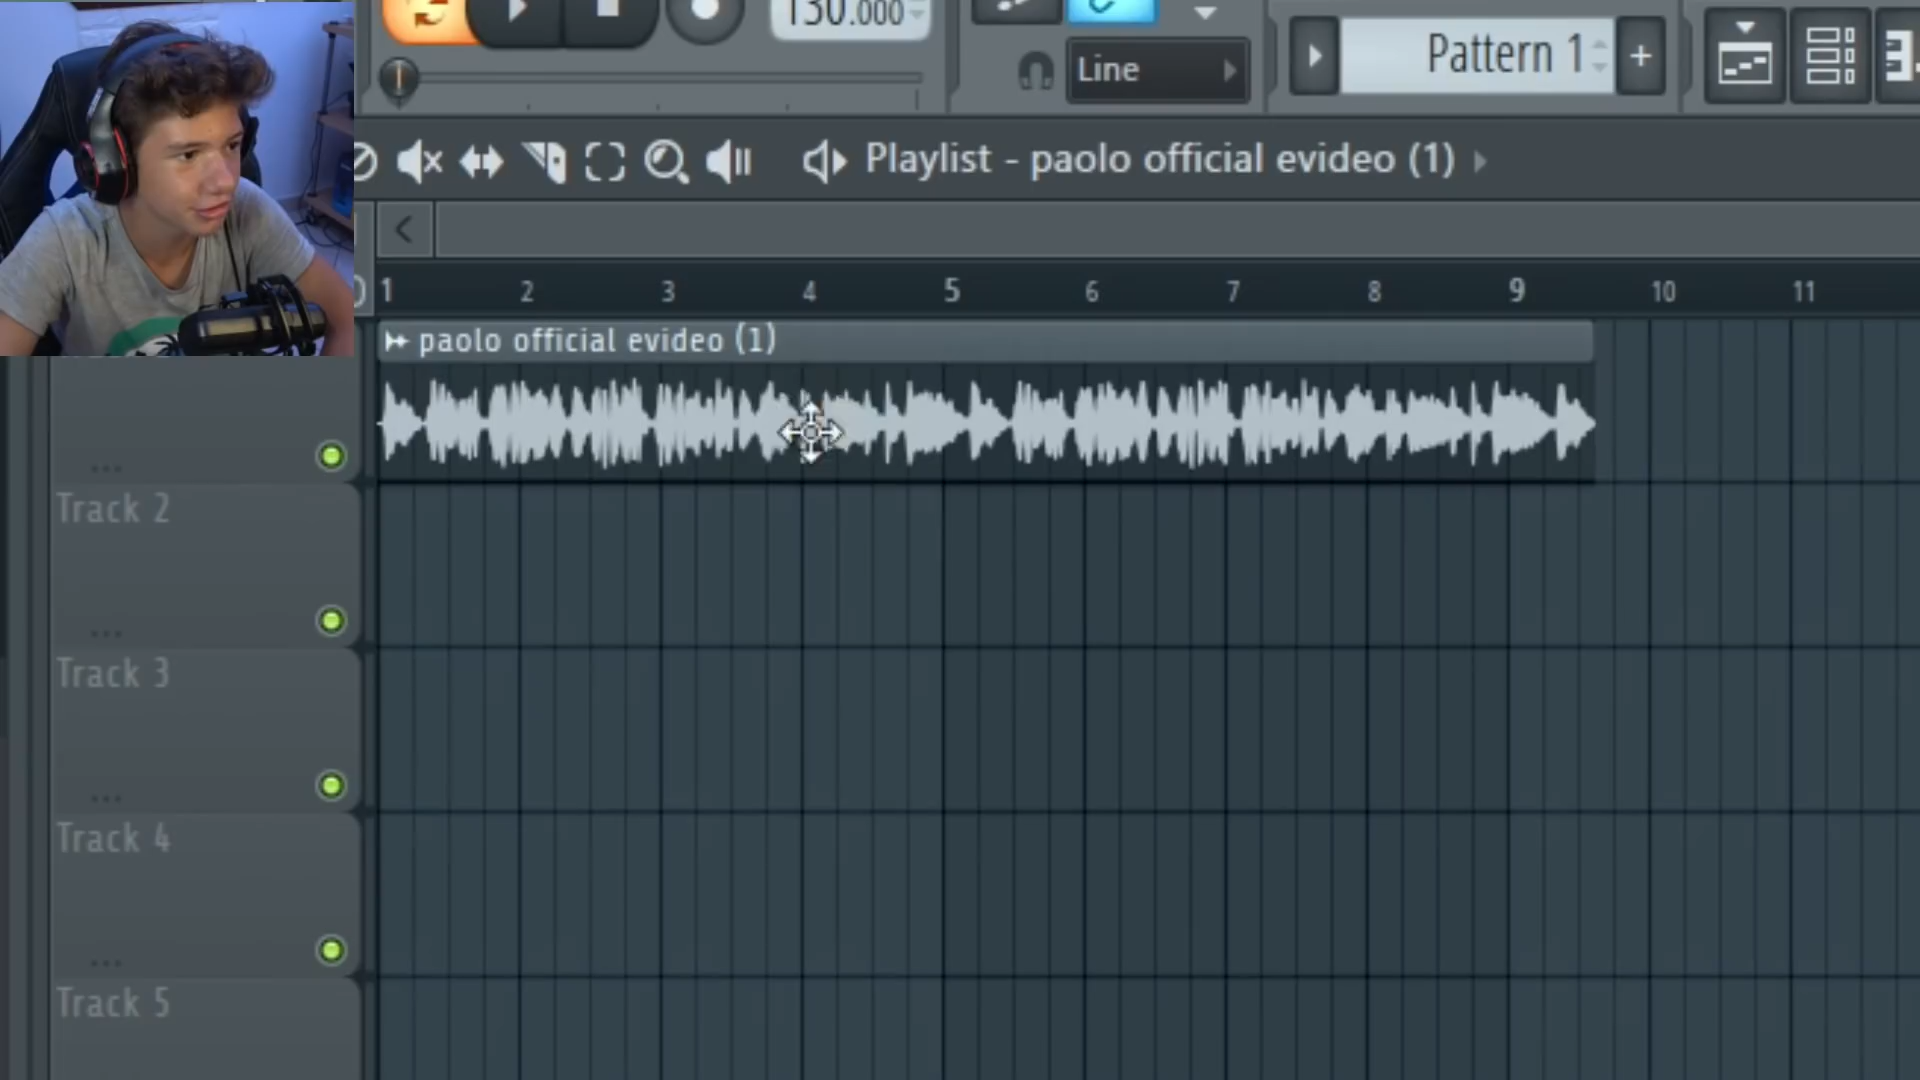 130.000
Line
Pattern 1
+
Playlist - paolo official evideo (1)
1 2 3 4 5 6 7 8 9 10 11
paolo official evideo (1)
...
Track 2
...
Track 3
...
Track 4
...
Track 5